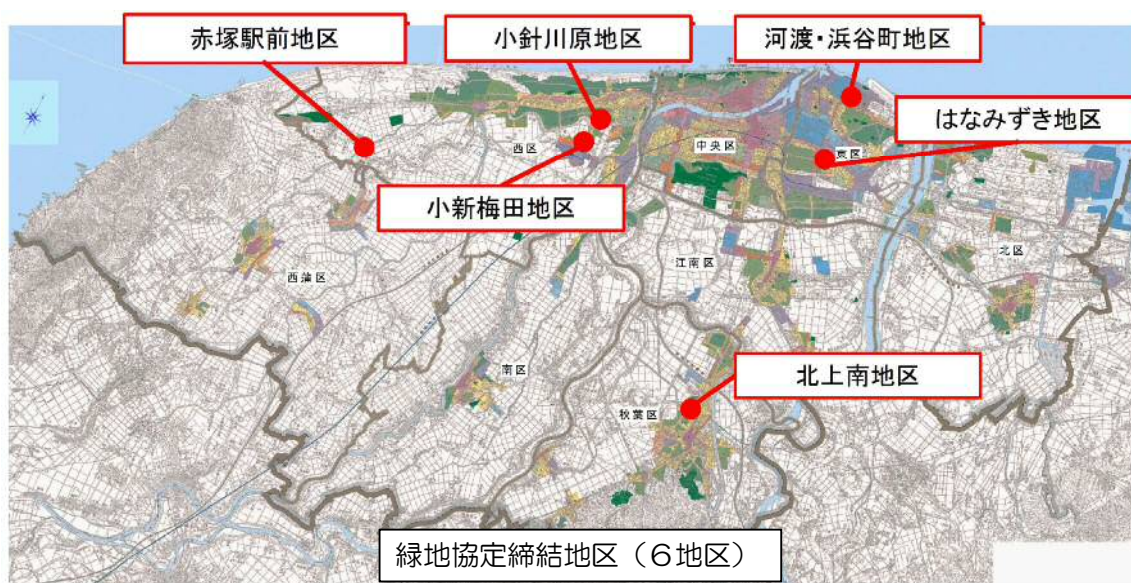 赤塚駅前地区
小針川原地区
河渡・浜谷町地区
はなみずき地区
西区
中央区
東区
小新梅田地区
江南区
北区
西蒲区
南区
北上南地区
秋葉区
緑地協定締結地区（６地区）